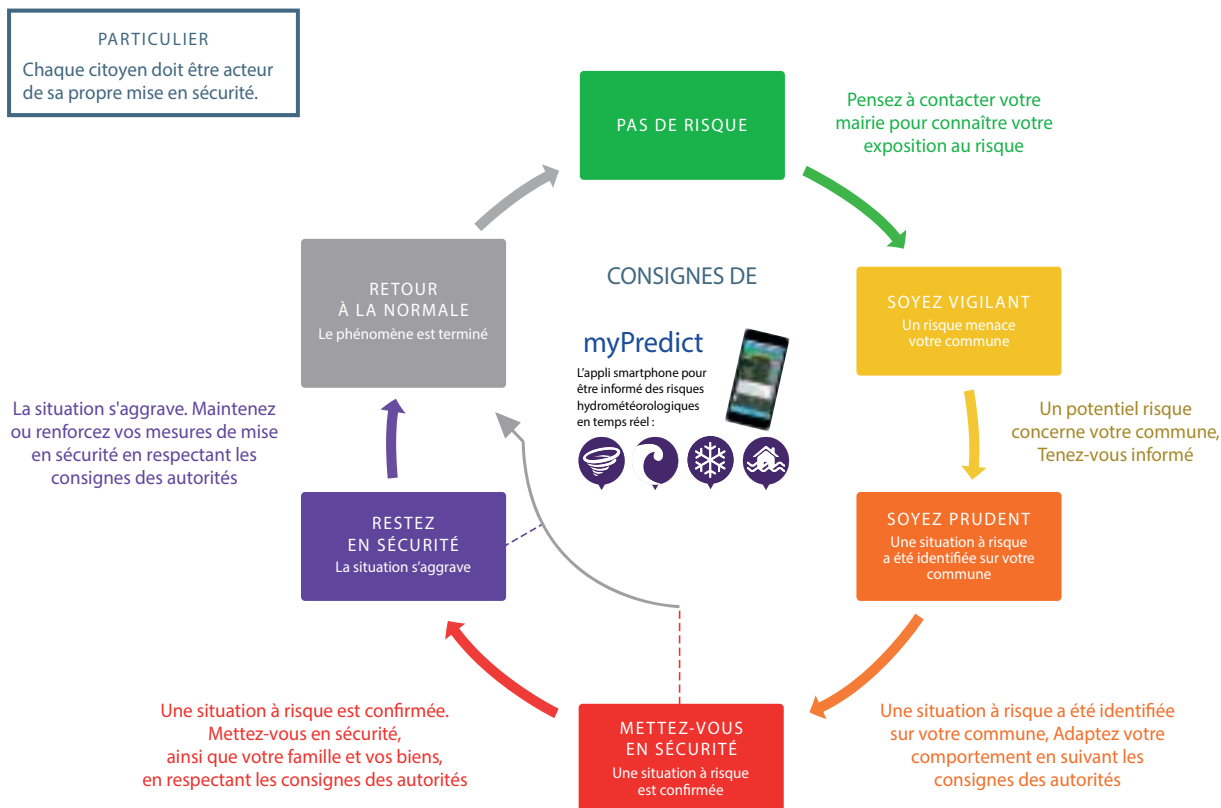 PARTICULIER
Chaque citoyen doit être acteur
de sa propre mise en sécurité.
PAS DE RISQUE
Pensez à contacter votre
mairie pour connaître votre
exposition au risque
SOYEZ VIGILANT
Un risque menace
votre commune
Un potentiel risque
concerne votre commune,
Tenez-vous informé
SOYEZ PRUDENT
Une situation à risque
a été identifiée sur votre
commune
Une situation à risque a été identifiée
sur votre commune, Adaptez votre
comportement en suivant les
consignes des autorités
METTEZ-VOUS
EN SÉCURITÉ
Une situation à risque
est confirmée
Une situation à risque est confirmée.
Mettez-vous en sécurité,
ainsi que votre famille et vos biens,
en respectant les consignes des autorités
RESTEZ
EN SÉCURITÉ
La situation s’aggrave
La situation s'aggrave. Maintenez
ou renforcez vos mesures de mise
en sécurité en respectant les
consignes des autorités
RETOUR
À LA NORMALE
Le phénomène est terminé
CONSIGNES DE
myPredict
L’appli smartphone pour
être informé des risques
hydrométéorologiques
en temps réel :